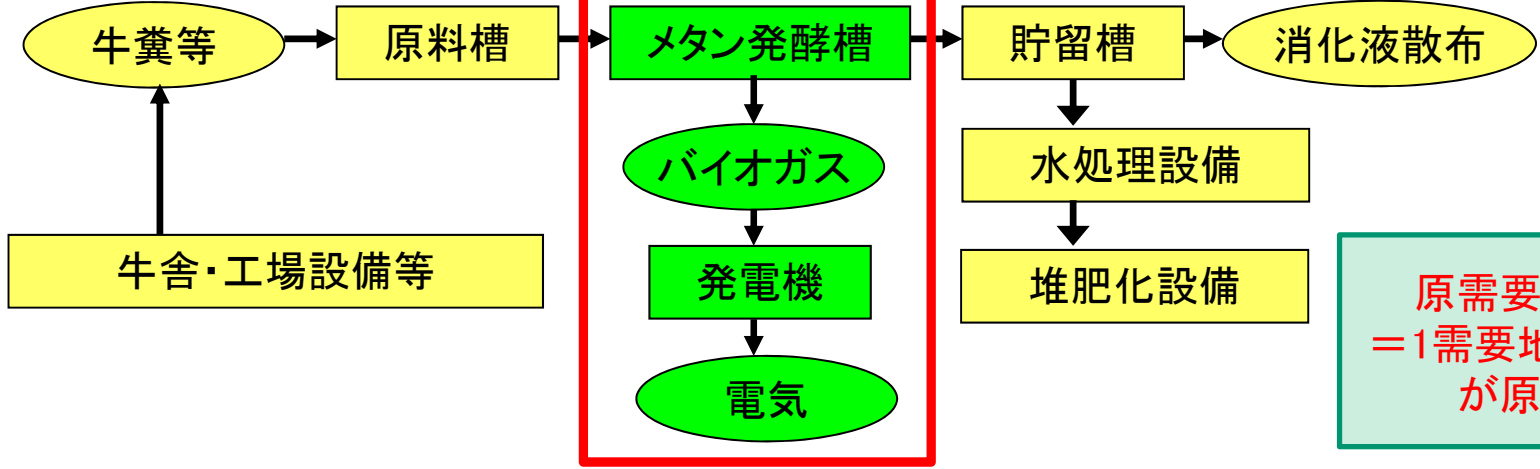 牛糞等
原料槽
メタン発酵槽
貯留槽
消化液散布
バイオガス
水処理設備
牛舎・工場設備等
発電機
堆肥化設備
電気
原需要
＝1需要地
が原